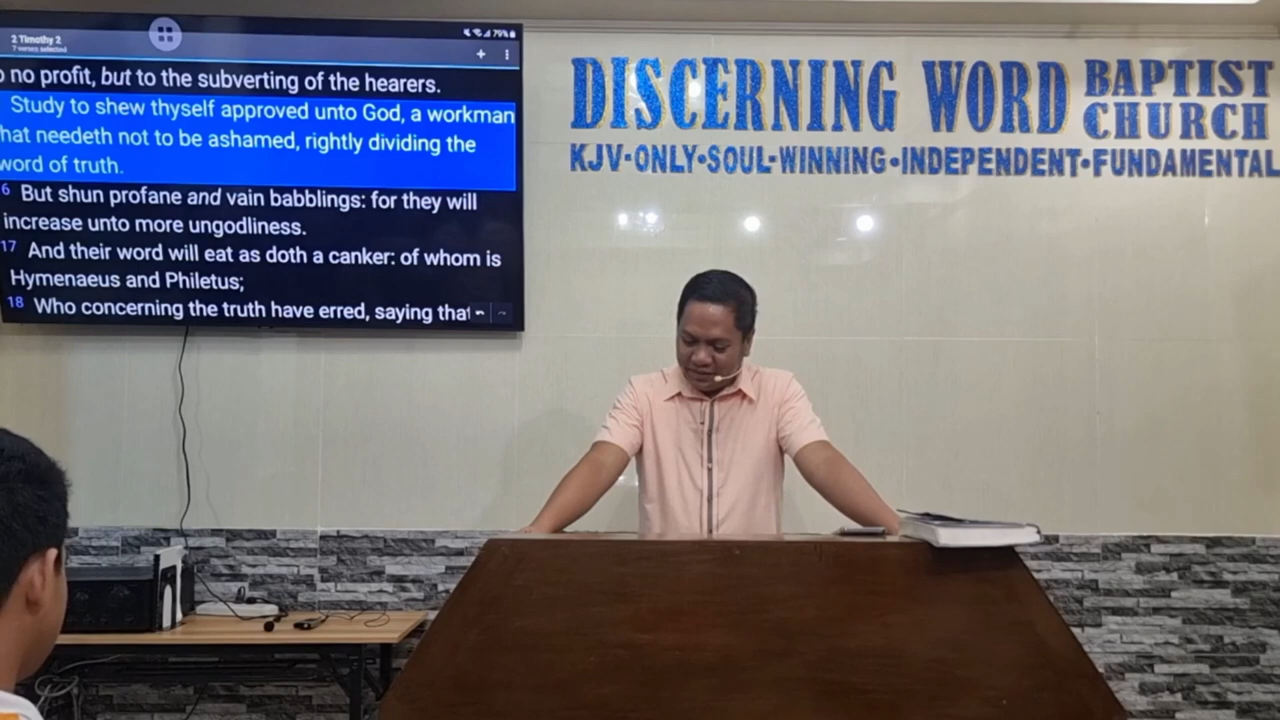 2 Timothy 2
7 verses selected
79%
no profit, but to the subverting of the hearers.
Study to shew thyself approved unto God, a workman
hat needeth not to be ashamed, rightly dividing the
word of truth.
6 But shun profane and vain babblings: for they will
increase unto more ungodliness.
17 And their word will eat as doth a canker: of whom is
Hymenaeus and Philetus;
18 Who concerning the truth have erred, saying that
DISCERNING WORD BAPTIST CHURCH
KJV-ONLY•SOUL-WINNING•INDEPENDENT•FUNDAMENTAL